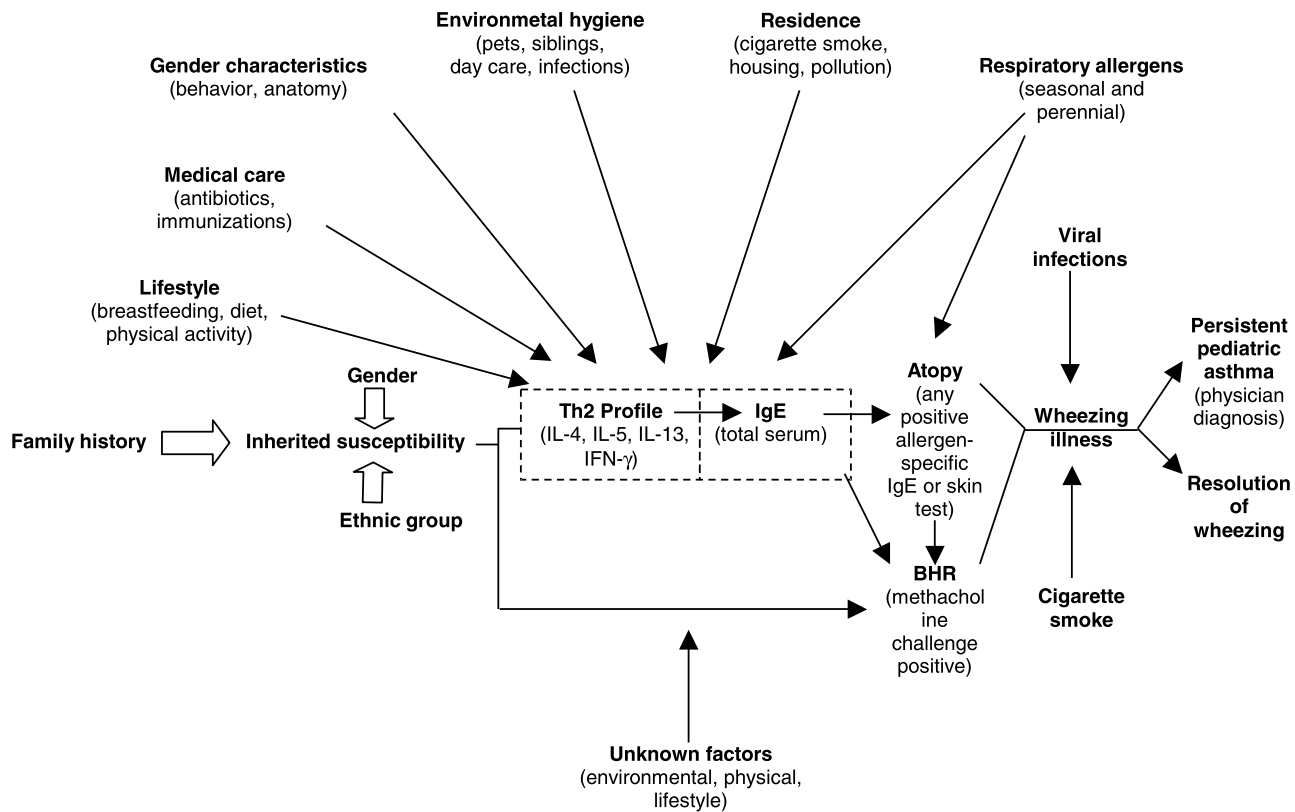 Environmetal hygiene
(pets, siblings,
day care, infections)
Residence
(cigarette smoke,
housing, pollution)
Gender characteristics
(behavior, anatomy)
Respiratory allergens
(seasonal and
perennial)
Medical care
(antibiotics,
immunizations)
Viral
infections
Lifestyle
(breastfeeding, diet,
physical activity)
Persistent
pediatric
asthma
(physician
diagnosis)
Gender
Family history
Inherited susceptibility
Ethnic group
Th2 Profile
(IL-4, IL-5, IL-13,
IFN-γ)
IgE
(total serum)
Atopy
(any
positive
allergen-
specific
IgE or skin
test)
Wheezing
illness
Resolution
of
wheezing
BHR
(methachol
ine
challenge
positive)
Cigarette
smoke
Unknown factors
(environmental, physical,
lifestyle)